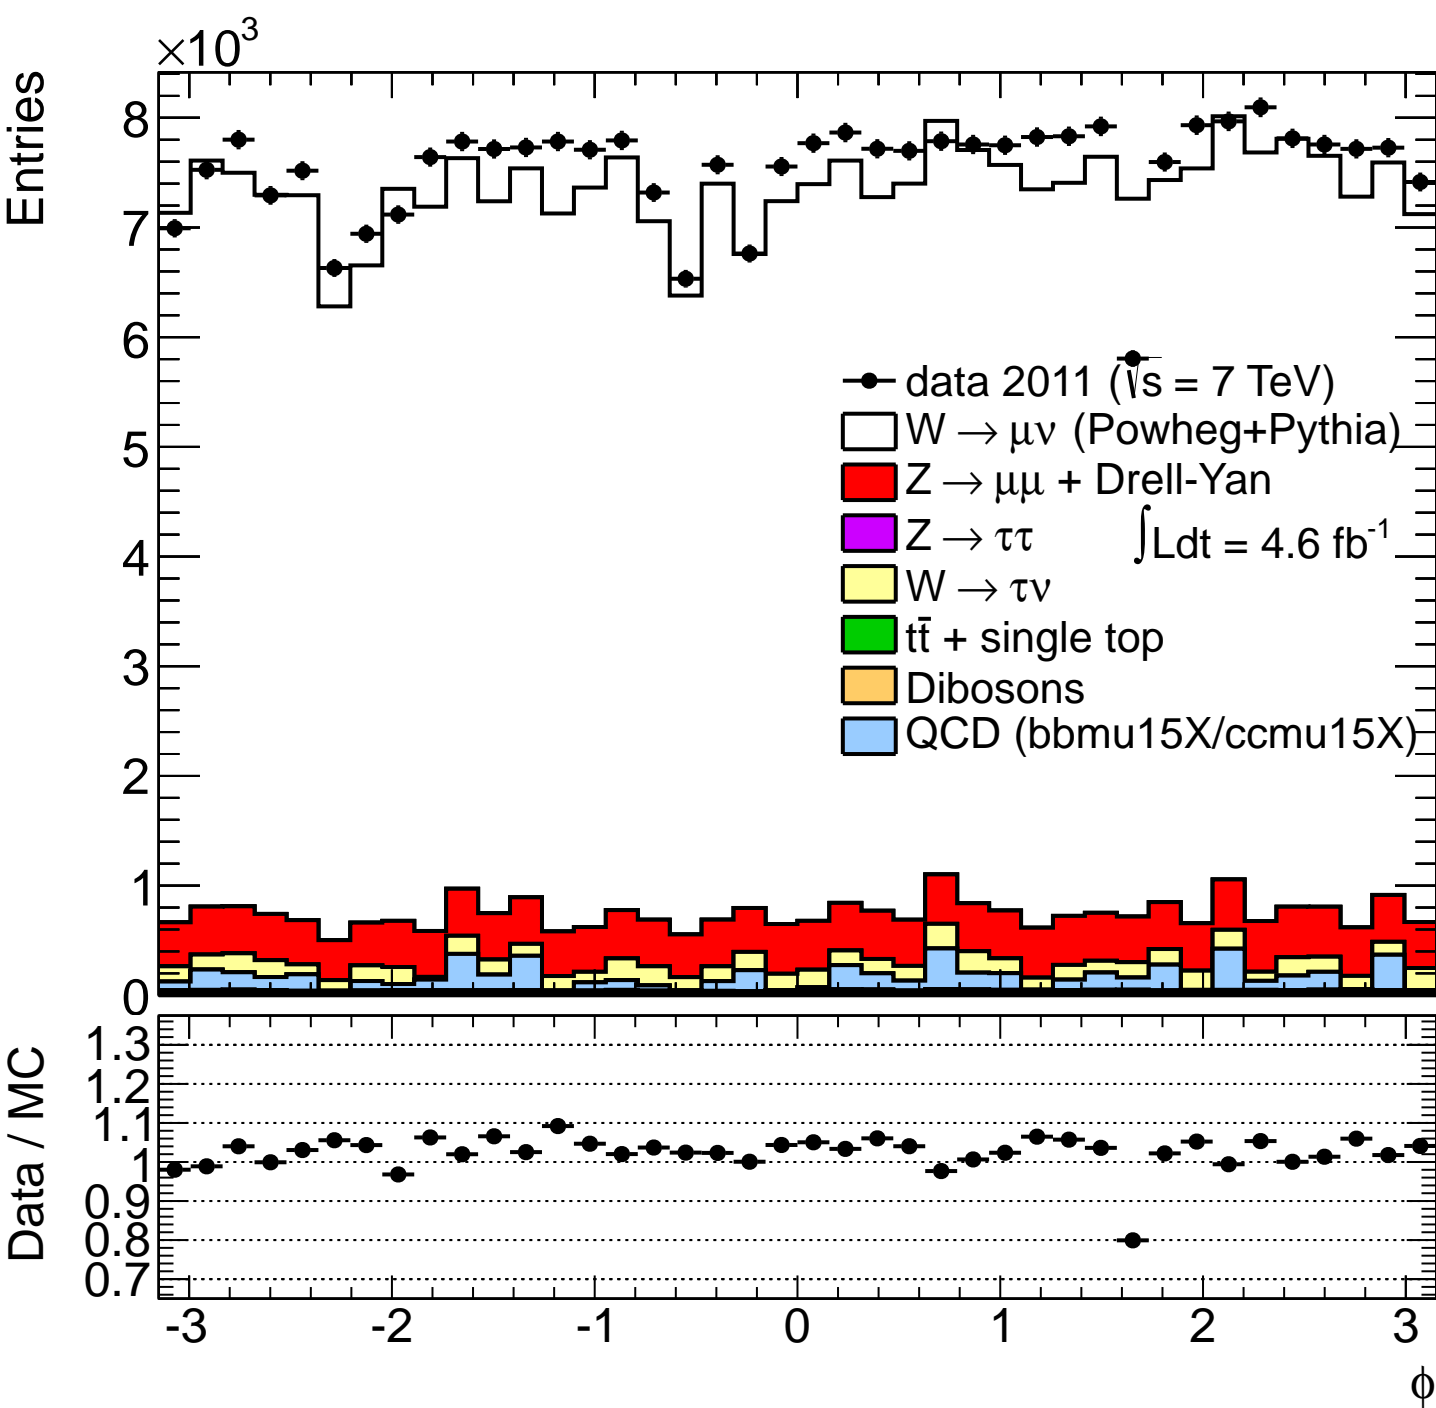 ×10³
Entries
8
7
6
5
4
3
2
1
0
data 2011 (√s = 7 TeV)
W → μν (Powheg+Pythia)
Z → μμ + Drell-Yan
Z → ττ
∫Ldt = 4.6 fb⁻¹
W → τν
tt̄ + single top
Dibosons
QCD (bbmu15X/ccmu15X)
Data / MC
1.3
1.2
1.1
1
0.9
0.8
0.7
-3 -2 -1 0 1 2 3
ϕ